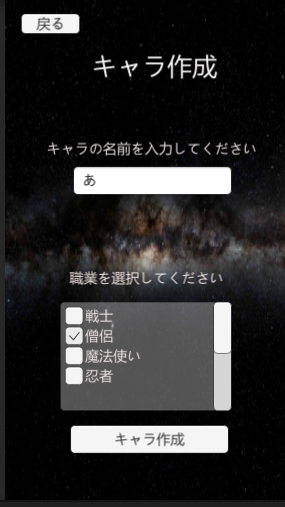 戻る
キャラ作成
キャラの名前を入力してください
あ
職業を選択してください
戦士
僧侶
魔法使い
忍者
キャラ作成